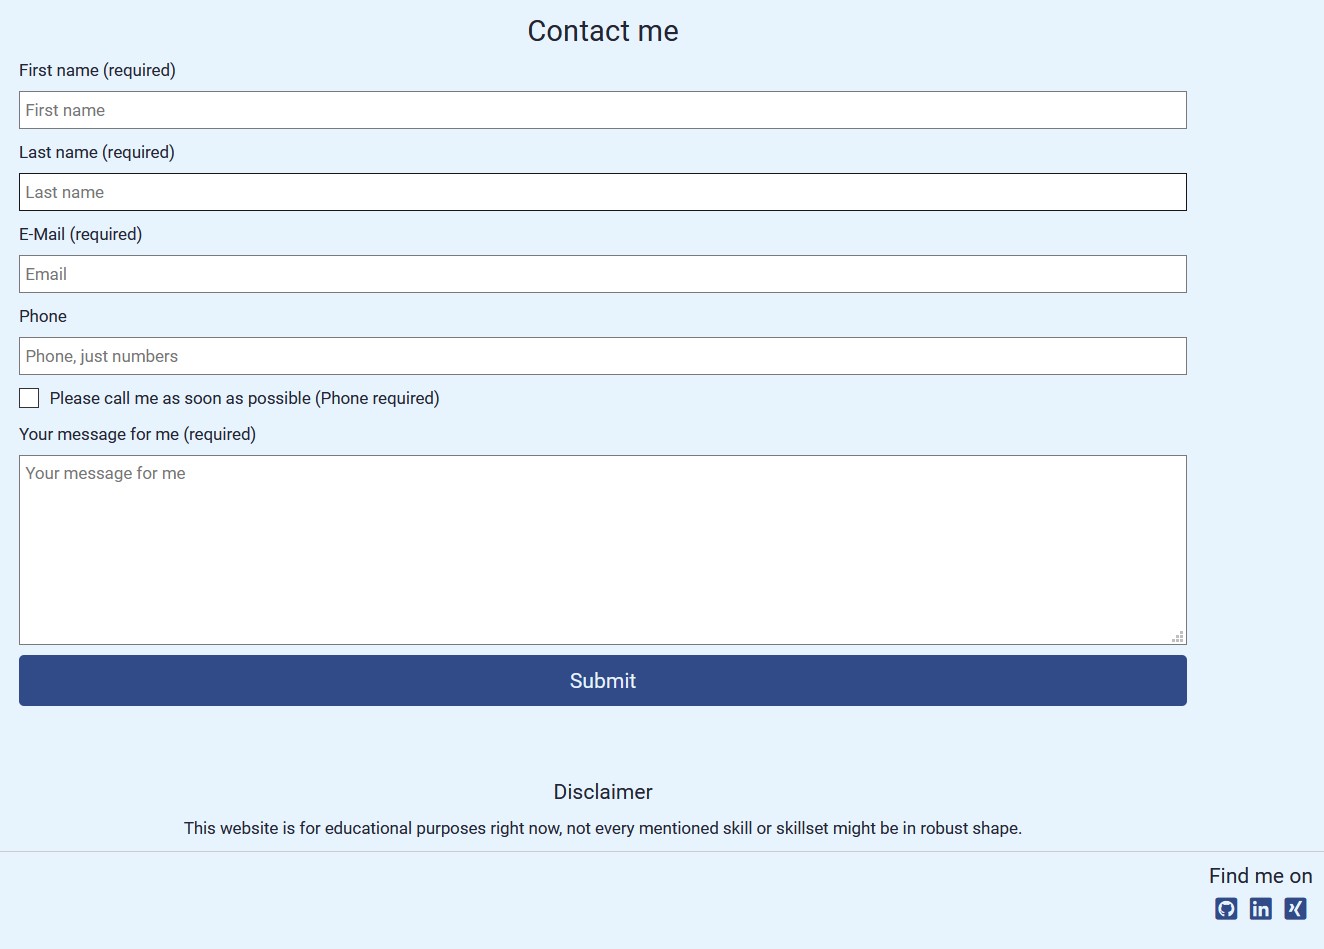 Contact me
First name (required)
First name
Last name (required)
Last name
E-Mail (required)
Email
Phone
Phone, just numbers
Please call me as soon as possible (Phone required)
Your message for me (required)
Your message for me
Submit
Disclaimer
This website is for educational purposes right now, not every mentioned skill or skillset might be in robust shape.
Find me on
in